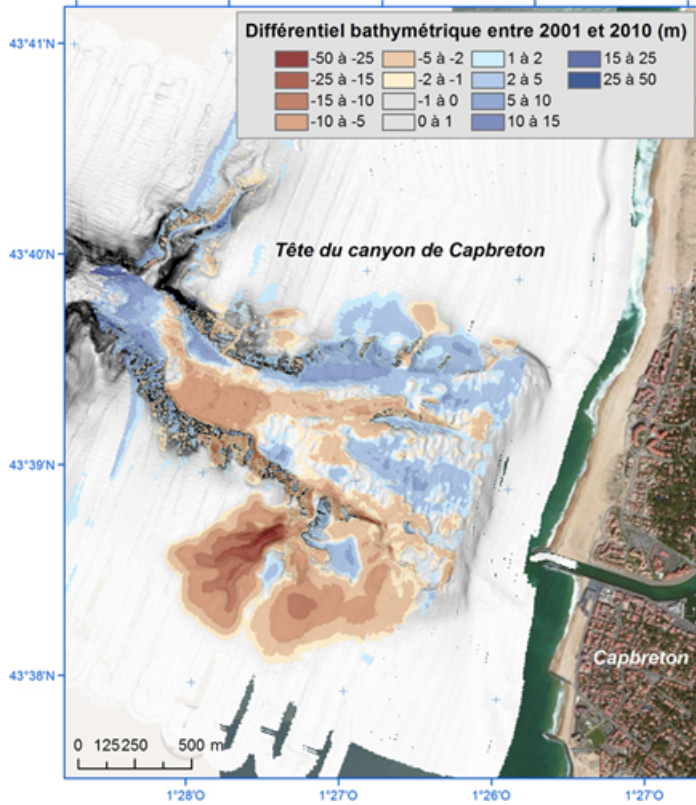 Différentiel bathymétrique entre 2001 et 2010 (m)
-50 à -25
-5 à -2
1 à 2
15 à 25
-25 à -15
-2 à -1
2 à 5
25 à 50
-15 à -10
-1 à 0
5 à 10
-10 à -5
0 à 1
10 à 15
43°41'N
43°40'N
Tête du canyon de Capbreton
43°39'N
43°38'N
Capbreton
0 125250 500 m
1°28'O
1°27'O
1°26'O
1°27'O